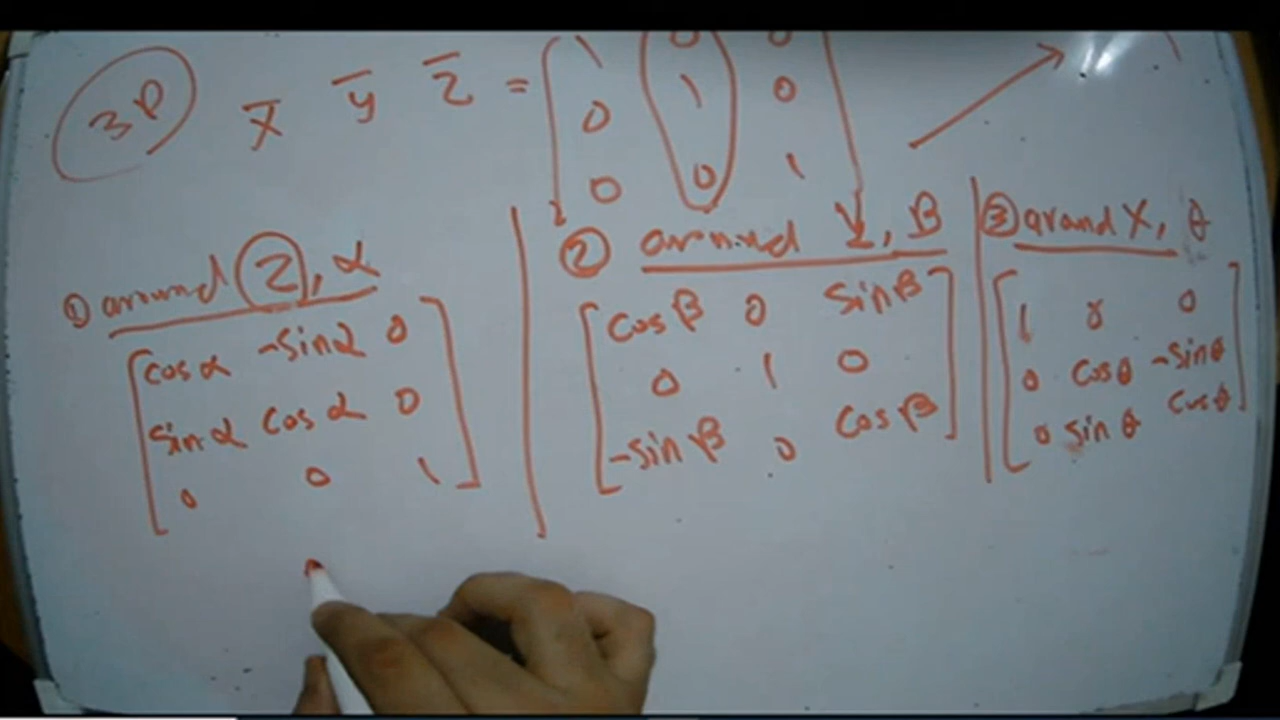 3D
x̄ ȳ z̄ = [ 1 0 0
0 1 0
0 0 1 ]
① around Z, α
[ cos α -sin α 0
sin α cos α 0
0 0 1 ]
② around Y, β
[ cos β 0 sin β
0 1 0
-sin β 0 cos β ]
③ around X, θ
[ 1 0 0
0 cos θ -sin θ
0 sin θ cos θ ]